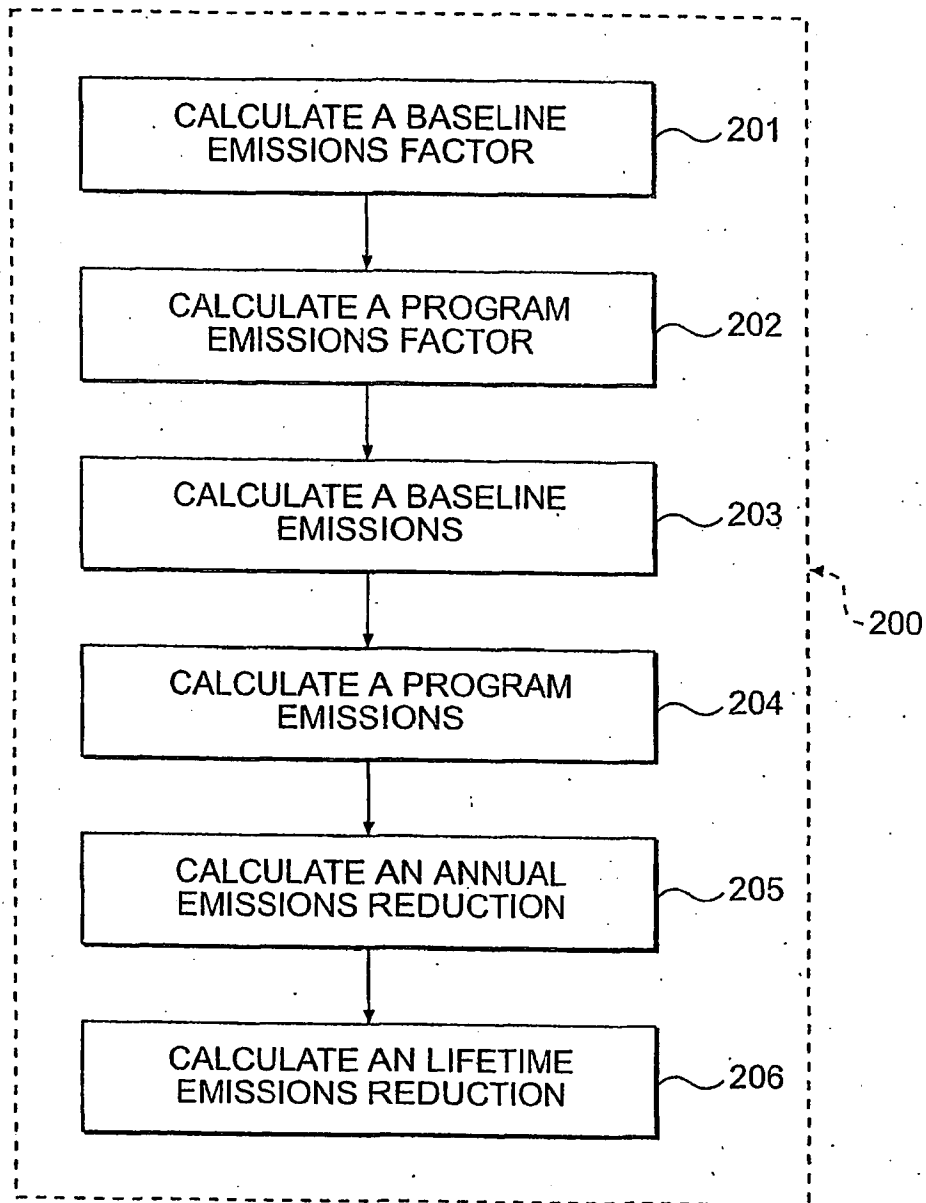 CALCULATE A BASELINE
EMISSIONS FACTOR
201
CALCULATE A PROGRAM
EMISSIONS FACTOR
202
CALCULATE A BASELINE
EMISSIONS
203
200
CALCULATE A PROGRAM
EMISSIONS
204
CALCULATE AN ANNUAL
EMISSIONS REDUCTION
205
CALCULATE AN LIFETIME
EMISSIONS REDUCTION
206